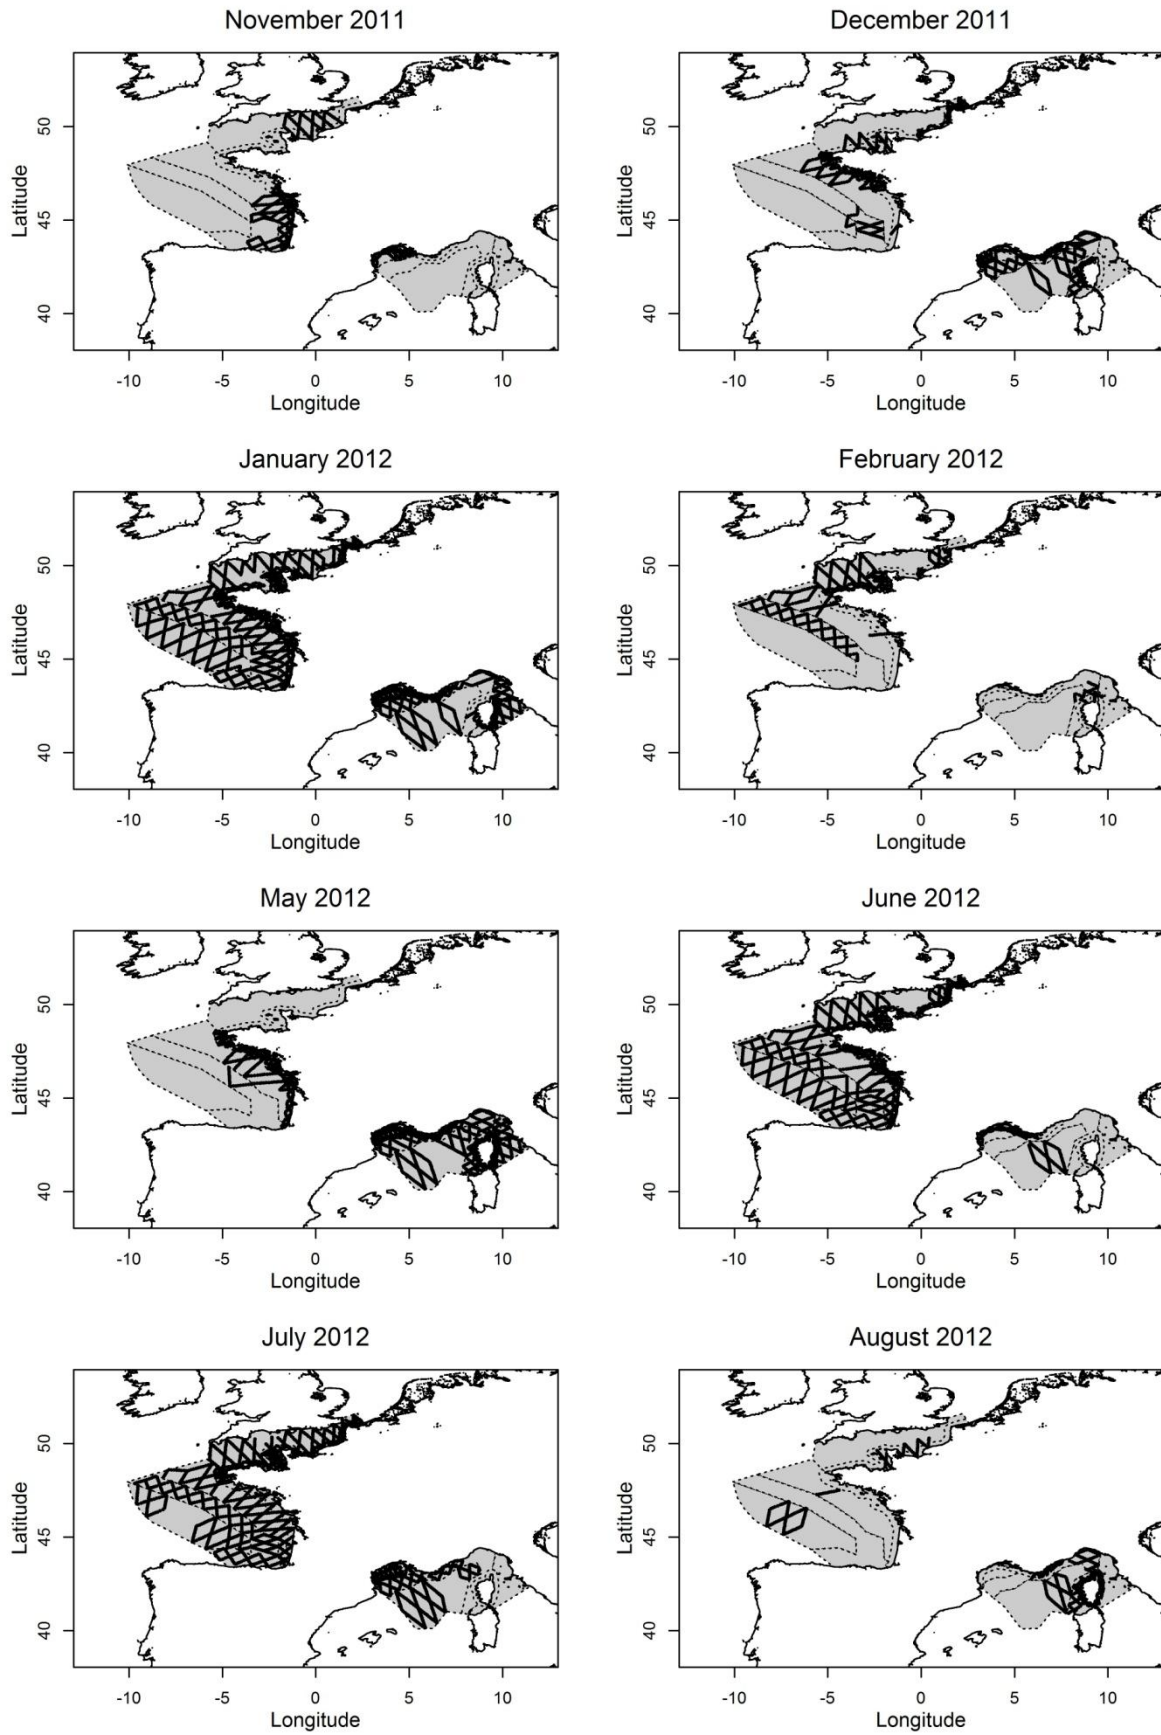 November 2011
December 2011
50
45
40
Latitude
-10 -5 0 5 10
Longitude
50
45
40
Latitude
-10 -5 0 5 10
Longitude
January 2012
February 2012
50
45
40
Latitude
-10 -5 0 5 10
Longitude
50
45
40
Latitude
-10 -5 0 5 10
Longitude
May 2012
June 2012
50
45
40
Latitude
-10 -5 0 5 10
Longitude
50
45
40
Latitude
-10 -5 0 5 10
Longitude
July 2012
August 2012
50
45
40
Latitude
-10 -5 0 5 10
Longitude
50
45
40
Latitude
-10 -5 0 5 10
Longitude